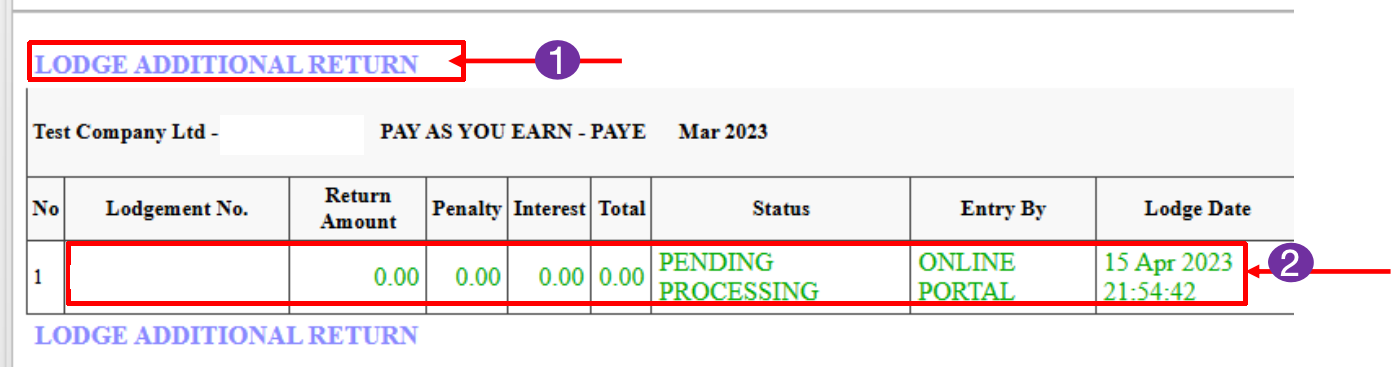 LODGE ADDITIONAL RETURN 1
Test Company Ltd - PAY AS YOU EARN - PAYE Mar 2023
No Lodgement No. Return Amount Penalty Interest Total Status Entry By Lodge Date
1 0.00 0.00 0.00 0.00 PENDING PROCESSING ONLINE PORTAL 15 Apr 2023 21:54:42 2
LODGE ADDITIONAL RETURN